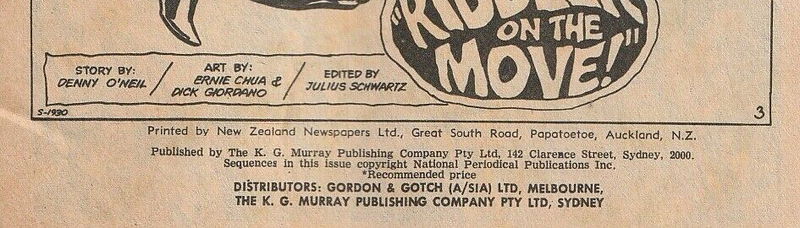 "RIDDLER
ON THE
MOVE!"
STORY BY:
DENNY O'NEIL
ART BY:
ERNIE CHUA &
DICK GIORDANO
EDITED BY
JULIUS SCHWARTZ
S-1930
3
Printed by New Zealand Newspapers Ltd., Great South Road, Papatoetoe, Auckland, N.Z.
Published by The K. G. Murray Publishing Company Pty Ltd, 142 Clarence Street, Sydney, 2000.
Sequences in this issue copyright National Periodical Publications Inc.
*Recommended price
DISTRIBUTORS: GORDON & GOTCH (A/SIA) LTD, MELBOURNE,
THE K. G. MURRAY PUBLISHING COMPANY PTY LTD, SYDNEY